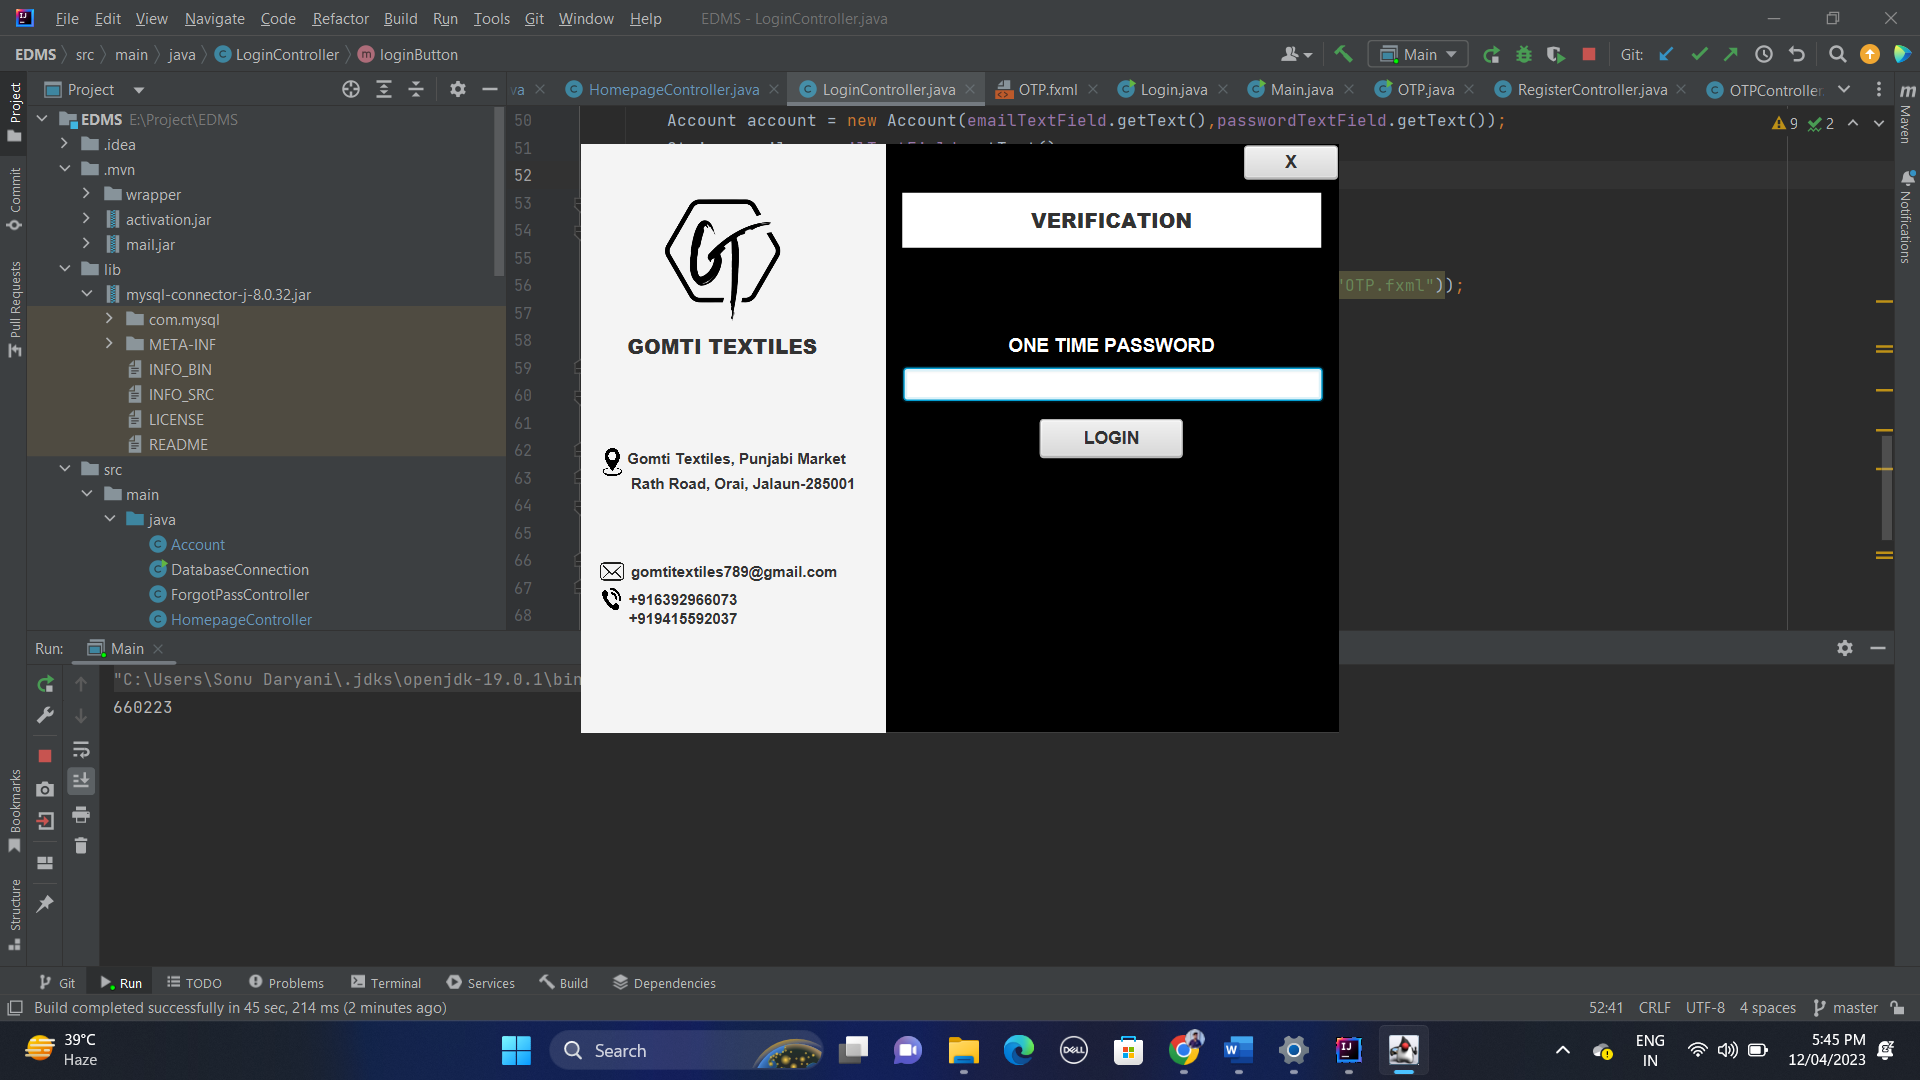 File Edit View Navigate Code Refactor Build Run Tools Git Window Help EDMS - LoginController.java
EDMS src main java LoginController loginButton Main Git:
Project
va HomepageController.java LoginController.java OTP.fxml Login.java Main.java OTP.java RegisterController.java OTPController
EDMS E:\Project\EDMS
.idea
.mvn
wrapper
activation.jar
mail.jar
lib
mysql-connector-j-8.0.32.jar
com.mysql
META-INF
INFO_BIN
INFO_SRC
LICENSE
README
src
main
java
Account
DatabaseConnection
ForgotPassController
HomepageController
Project
Commit
Pull Requests
Bookmarks
Structure
Maven
Notifications
50 Account account = new Account(emailTextField.getText(),passwordTextField.getText());
9 2
51
52
53
54
55
56 "OTP.fxml"));
57
58
59
60
61
62
63
64
65
66
67
68
GT
GOMTI TEXTILES
Gomti Textiles, Punjabi Market
Rath Road, Orai, Jalaun-285001
gomtitextiles789@gmail.com
+916392966073
+919415592037
X
VERIFICATION
ONE TIME PASSWORD
LOGIN
Run: Main
"C:\Users\Sonu Daryani\.jdks\openjdk-19.0.1\bin
660223
Git Run TODO Problems Terminal Services Build Dependencies
Build completed successfully in 45 sec, 214 ms (2 minutes ago) 52:41 CRLF UTF-8 4 spaces master
39°C
Haze
Search
DELL
ENG
IN
5:45 PM
12/04/2023